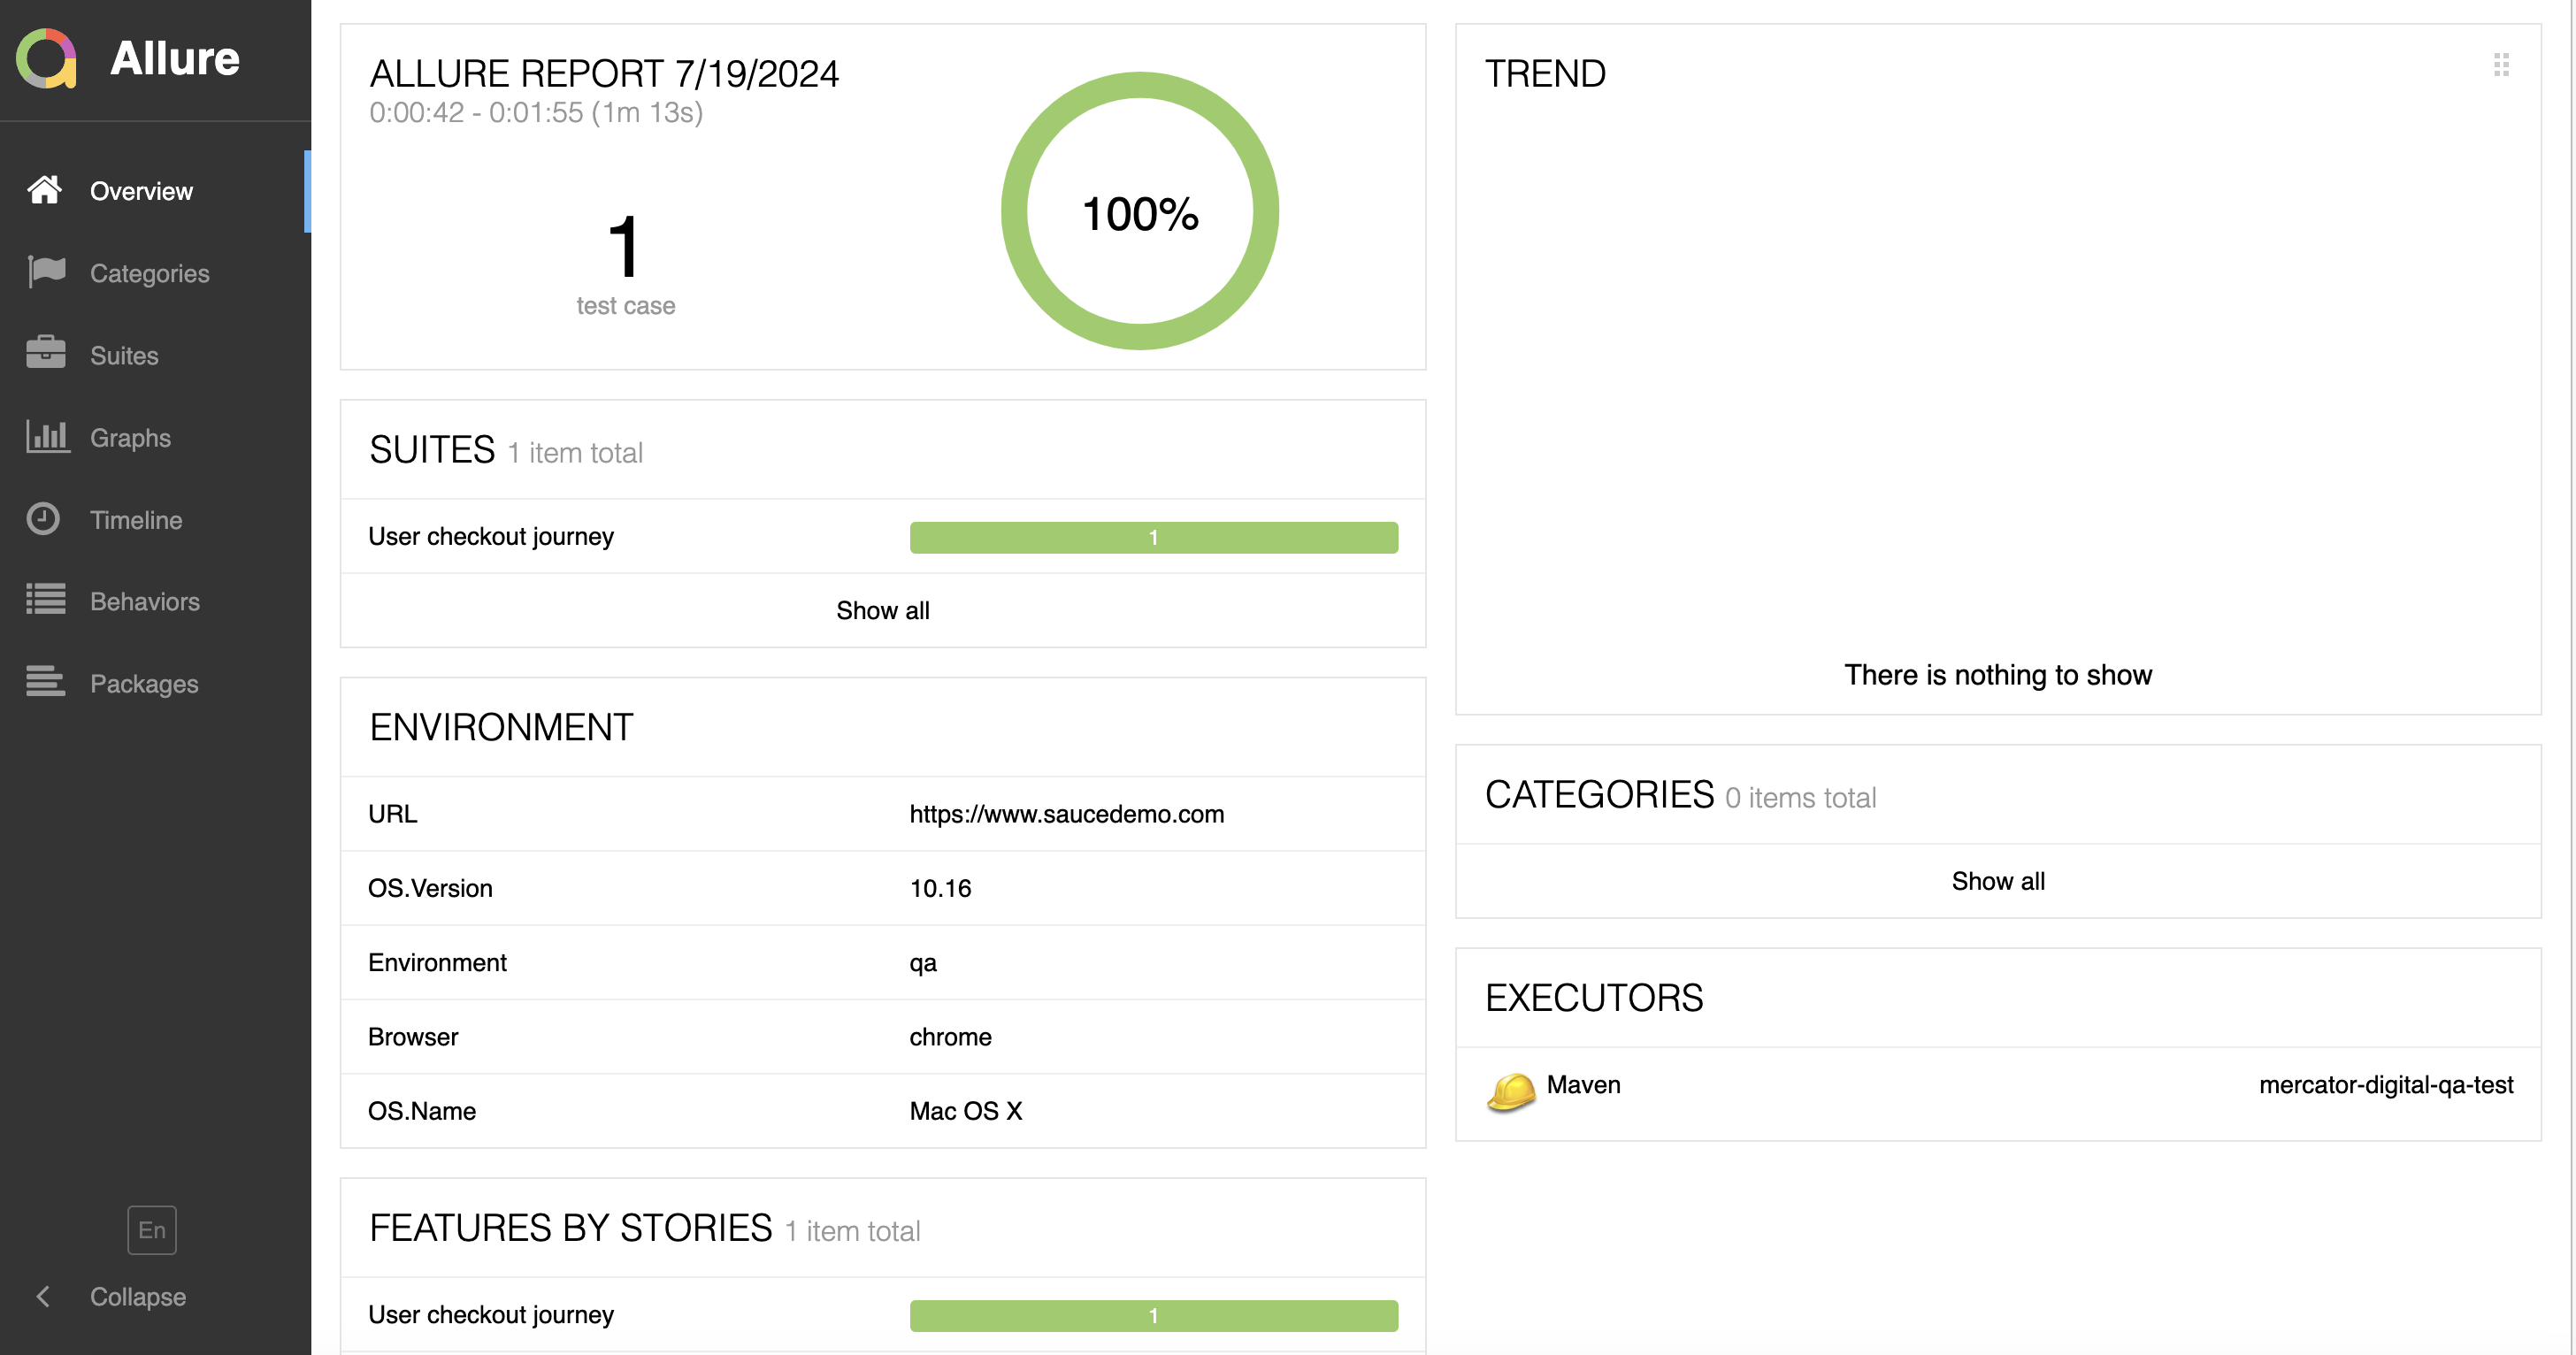 Allure
Overview
Categories
Suites
Graphs
Timeline
Behaviors
Packages
En
Collapse
ALLURE REPORT 7/19/2024
0:00:42 - 0:01:55 (1m 13s)
1
test case
100%
SUITES 1 item total
User checkout journey 1
Show all
ENVIRONMENT
URL https://www.saucedemo.com
OS.Version 10.16
Environment qa
Browser chrome
OS.Name Mac OS X
FEATURES BY STORIES 1 item total
User checkout journey 1
TREND
There is nothing to show
CATEGORIES 0 items total
Show all
EXECUTORS
Maven mercator-digital-qa-test